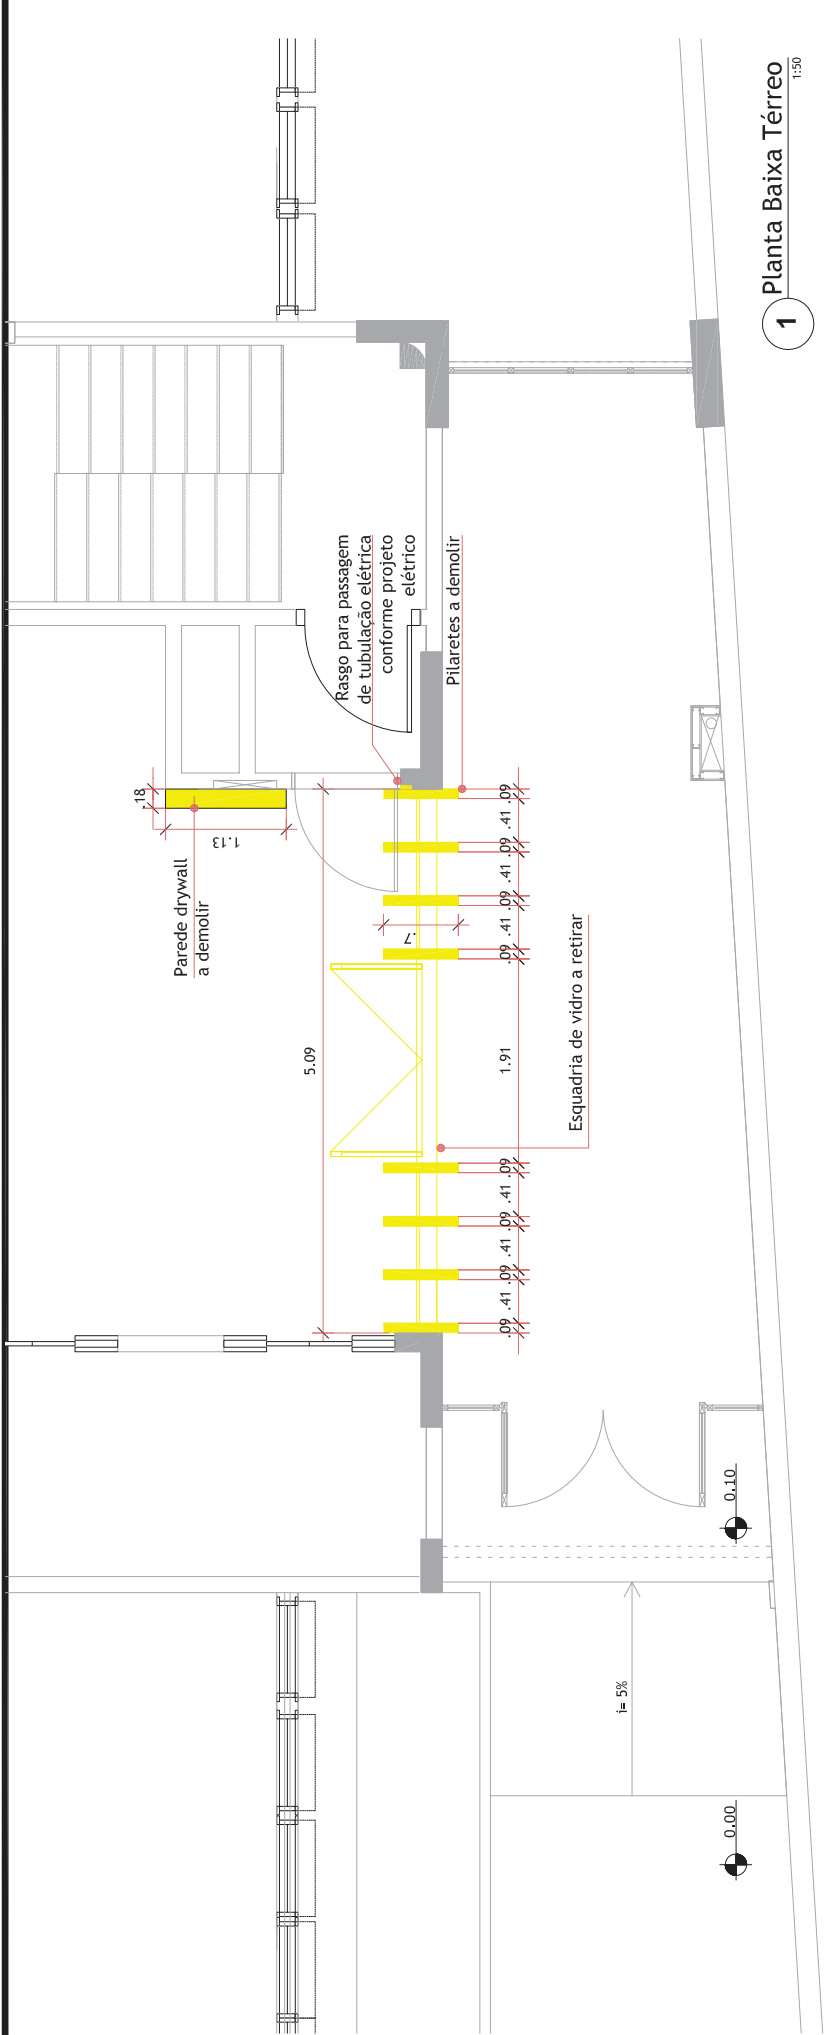 Rasgo para passagem
de tubulação elétrica
conforme projeto
elétrico
Pilaretes a demolir
Parede drywall
a demolir
.18
1.13
5.09
.7
.09 .41 .09 .41 .09 .41 .09 1.91 .09 .41 .09 .41 .09 .41 .09
Esquadria de vidro a retirar
i= 5%
0.00
0.10
1
Planta Baixa Térreo
1:50